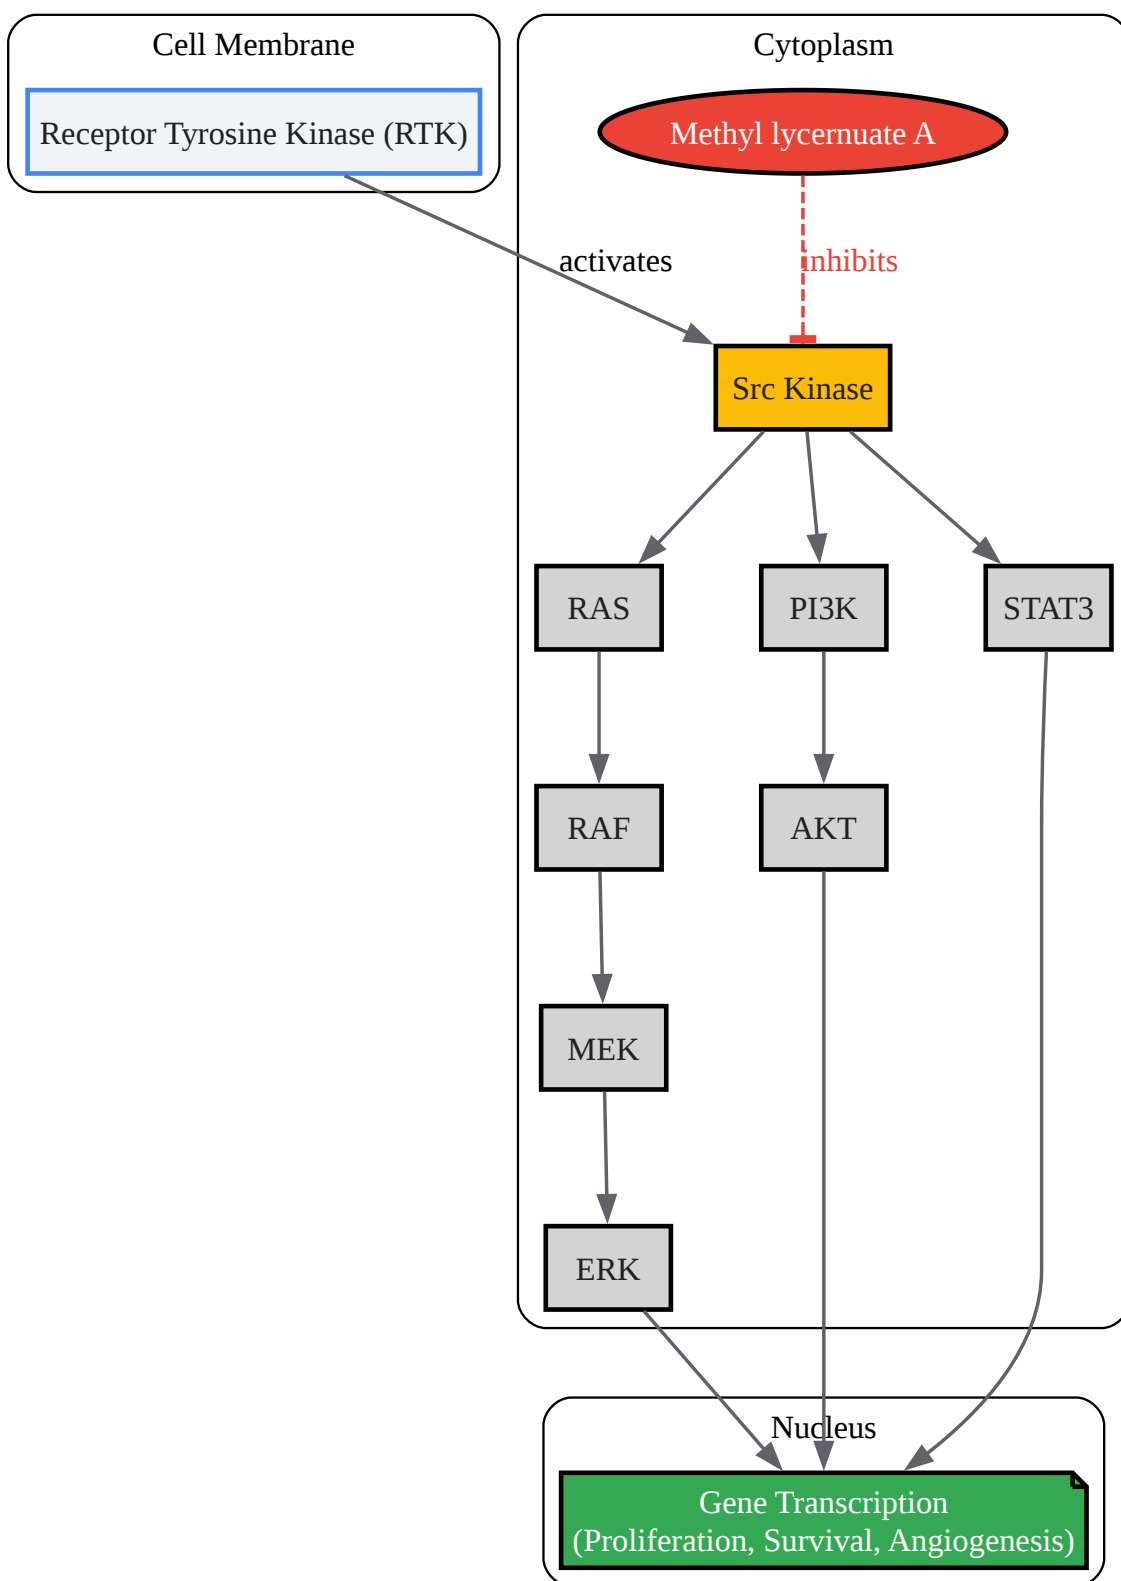 Cell Membrane
Receptor Tyrosine Kinase (RTK)
Cytoplasm
Methyl lycernuate A
activates
inhibits
Src Kinase
RAS
PI3K
STAT3
RAF
AKT
MEK
ERK
Nucleus
Gene Transcription
(Proliferation, Survival, Angiogenesis)